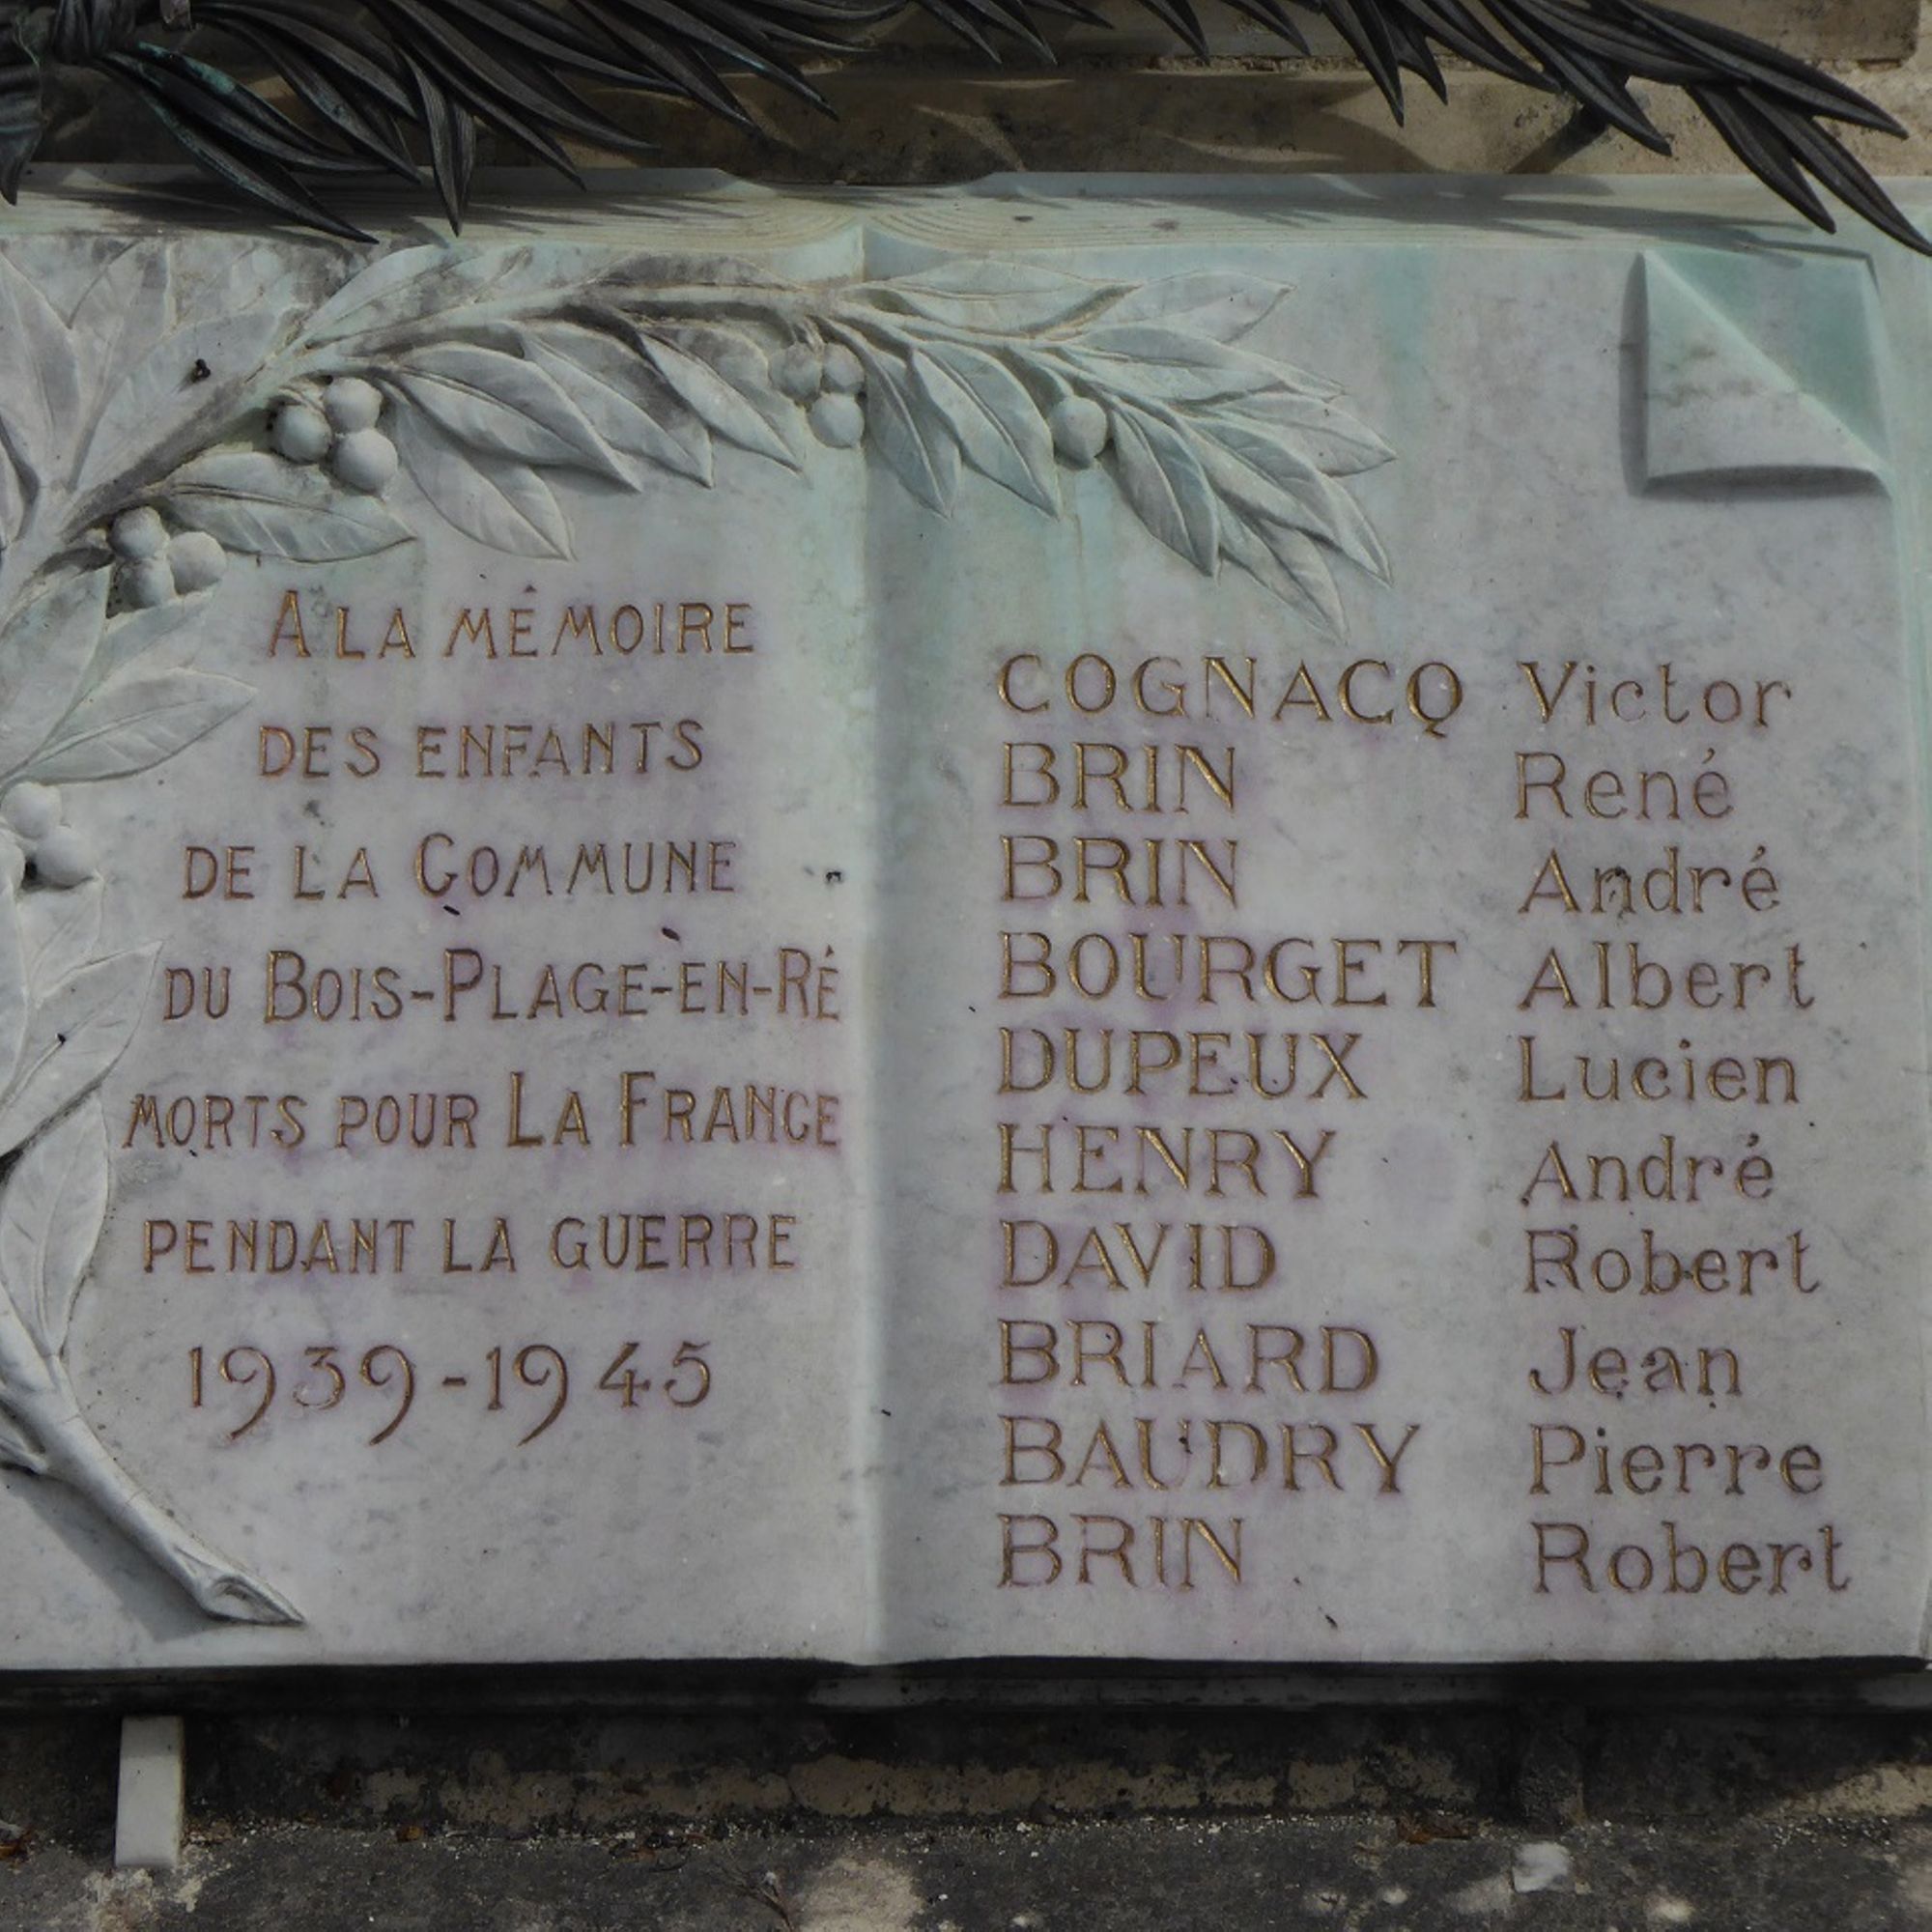 A LA MÉMOIRE
DES ENFANTS
DE LA COMMUNE
DU BOIS-PLAGE-EN-RÉ
MORTS POUR LA FRANCE
PENDANT LA GUERRE
1939-1945
COGNACQ Victor
BRIN René
BRIN André
BOURGET Albert
DUPEUX Lucien
HENRY André
DAVID Robert
BRIARD Jean
BAUDRY Pierre
BRIN Robert